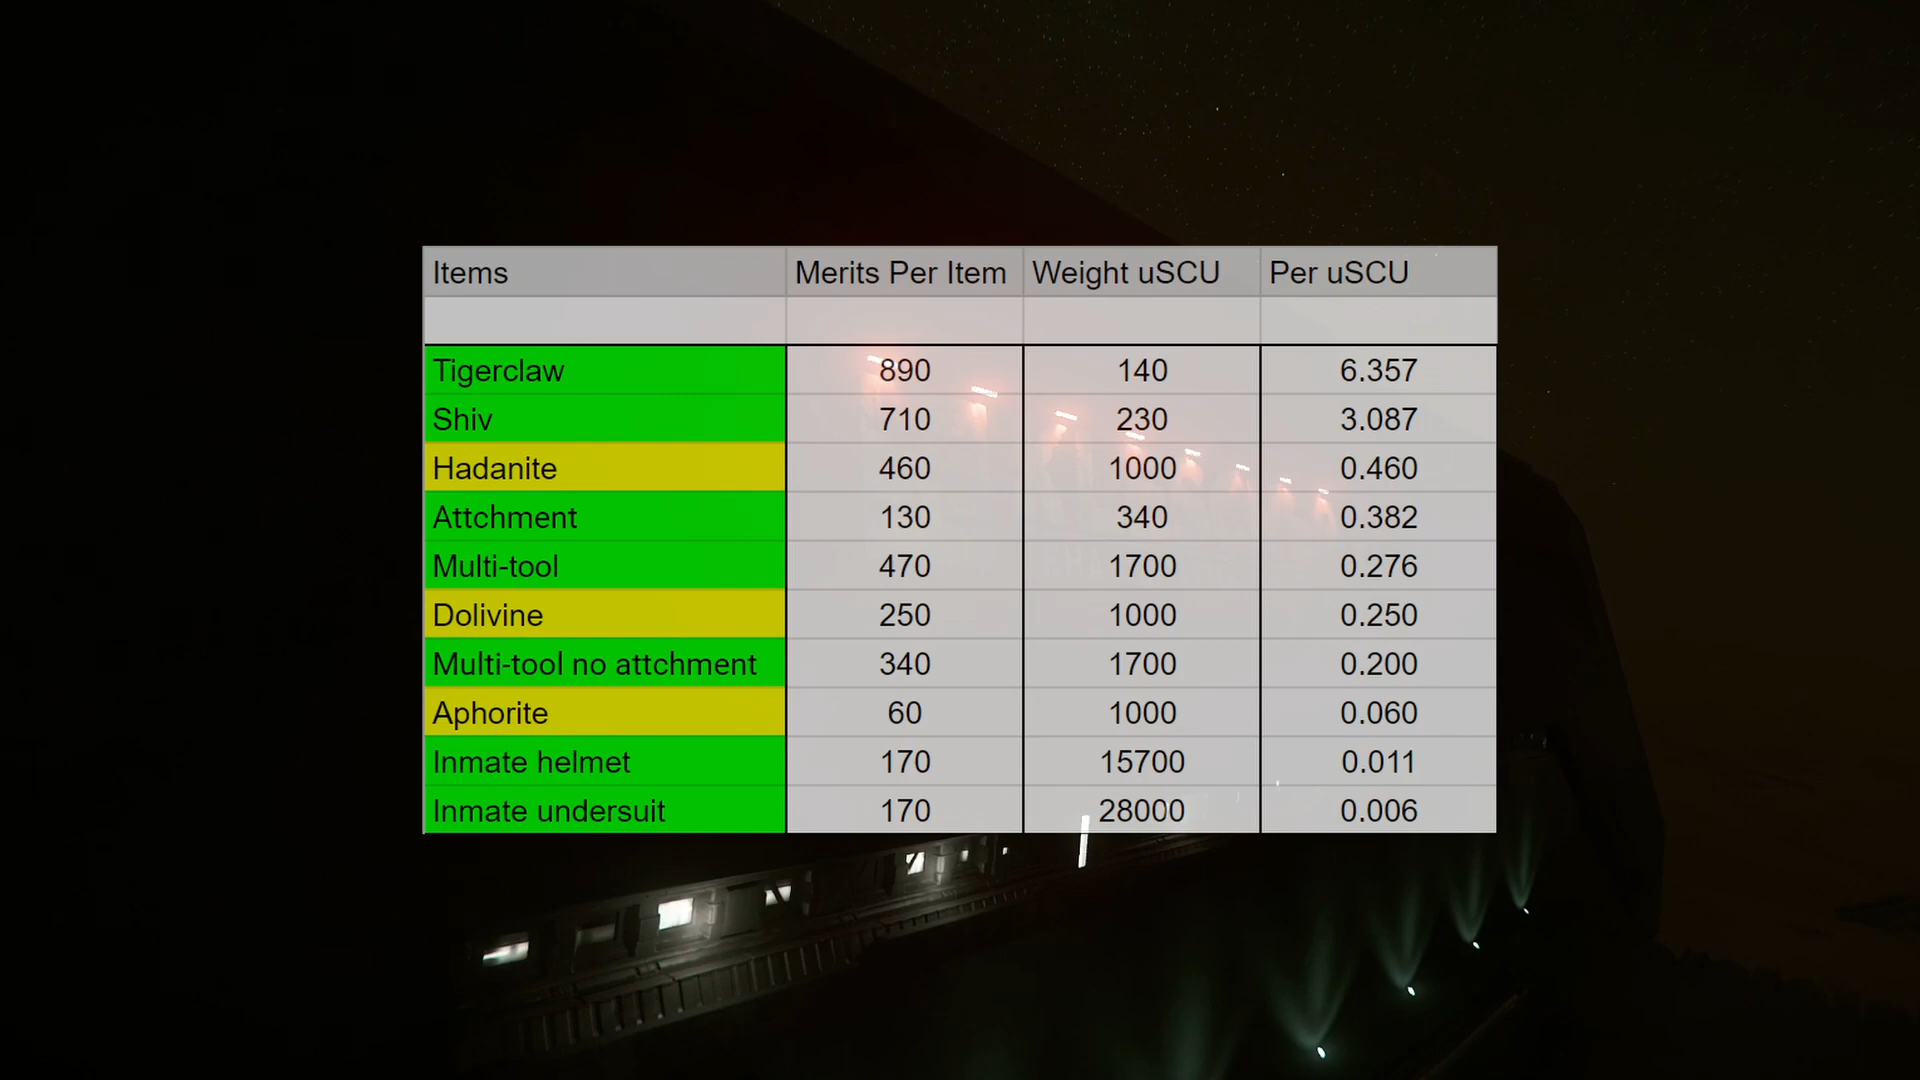 Items Merits Per Item Weight uSCU Per uSCU
Tigerclaw 890 140 6.357
Shiv 710 230 3.087
Hadanite 460 1000 0.460
Attchment 130 340 0.382
Multi-tool 470 1700 0.276
Dolivine 250 1000 0.250
Multi-tool no attchment 340 1700 0.200
Aphorite 60 1000 0.060
Inmate helmet 170 15700 0.011
Inmate undersuit 170 28000 0.006